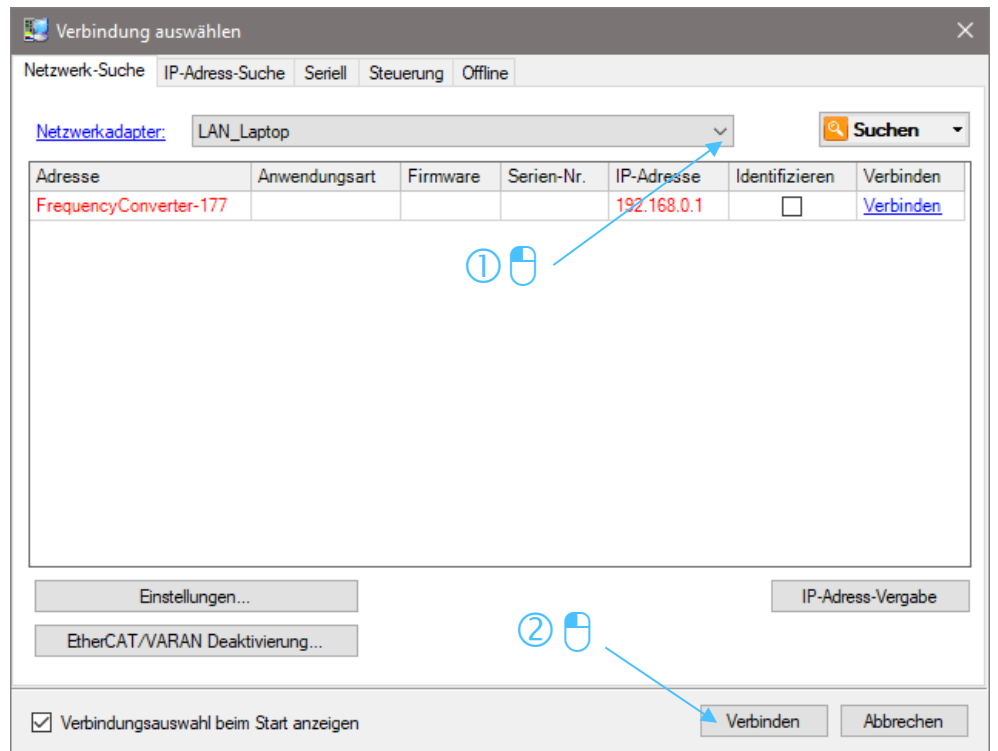 Verbindung auswählen
Netzwerk-Suche IP-Adress-Suche Seriell Steuerung Offline
Netzwerkadapter: LAN_Laptop Suchen
Adresse Anwendungsart Firmware Serien-Nr. IP-Adresse Identifizieren Verbinden
FrequencyConverter-177 192.168.0.1 Verbinden
①
Einstellungen... IP-Adress-Vergabe
②
EtherCAT/VARAN Deaktivierung...
Verbindungsauswahl beim Start anzeigen Verbinden Abbrechen